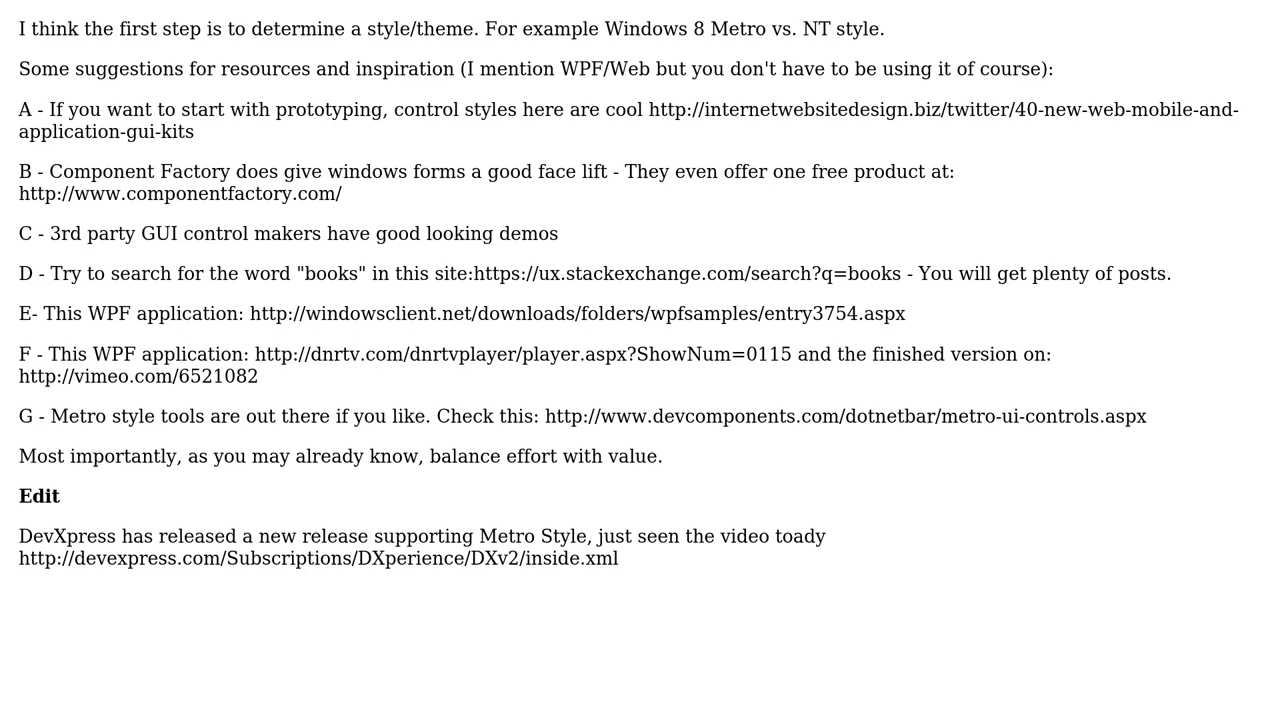 I think the first step is to determine a style/theme. For example Windows 8 Metro vs. NT style.
Some suggestions for resources and inspiration (I mention WPF/Web but you don't have to be using it of course):
A - If you want to start with prototyping, control styles here are cool http://internetwebsitedesign.biz/twitter/40-new-web-mobile-and-
application-gui-kits
B - Component Factory does give windows forms a good face lift - They even offer one free product at:
http://www.componentfactory.com/
C - 3rd party GUI control makers have good looking demos
D - Try to search for the word "books" in this site:https://ux.stackexchange.com/search?q=books - You will get plenty of posts.
E- This WPF application: http://windowsclient.net/downloads/folders/wpfsamples/entry3754.aspx
F - This WPF application: http://dnrtv.com/dnrtvplayer/player.aspx?ShowNum=0115 and the finished version on:
http://vimeo.com/6521082
G - Metro style tools are out there if you like. Check this: http://www.devcomponents.com/dotnetbar/metro-ui-controls.aspx
Most importantly, as you may already know, balance effort with value.
Edit
DevXpress has released a new release supporting Metro Style, just seen the video toady
http://devexpress.com/Subscriptions/DXperience/DXv2/inside.xml